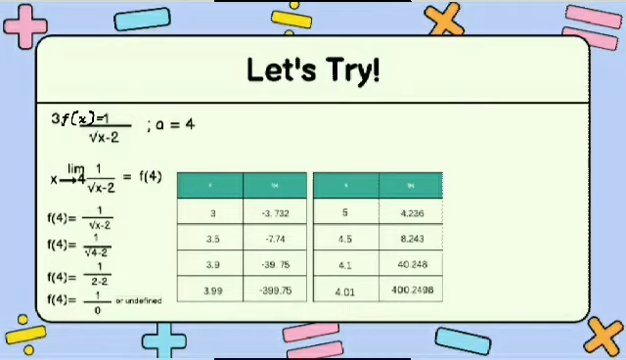 Let's Try!
3f(x)=1
√x-2
; a = 4
lim 1
x→4 √x-2 = f(4)
f(4)= 1
√x-2
f(4)= 1
√4-2
f(4)= 1
2-2
f(4)= 1
0 or undefined
3 -3.732
3.5 -7.74
3.9 -39.75
3.99 -399.75
5 4.236
4.5 8.243
4.1 40.248
4.01 400.2498